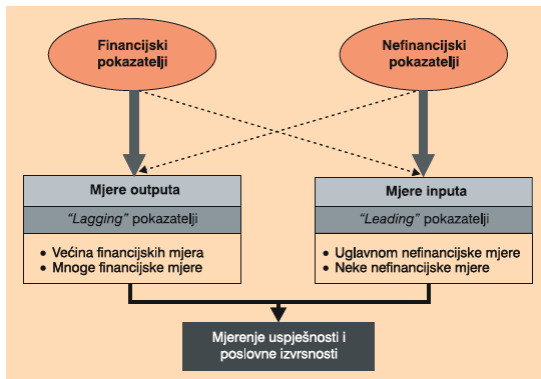 Financijski
pokazatelji
Nefinancijski
pokazatelji
Mjere outputa
“Lagging” pokazatelji
• Većina financijskih mjera
• Mnoge financijske mjere
Mjere inputa
“Leading” pokazatelji
• Uglavnom nefinancijske mjere
• Neke nefinancijske mjere
Mjerenje uspješnosti i
poslovne izvrsnosti